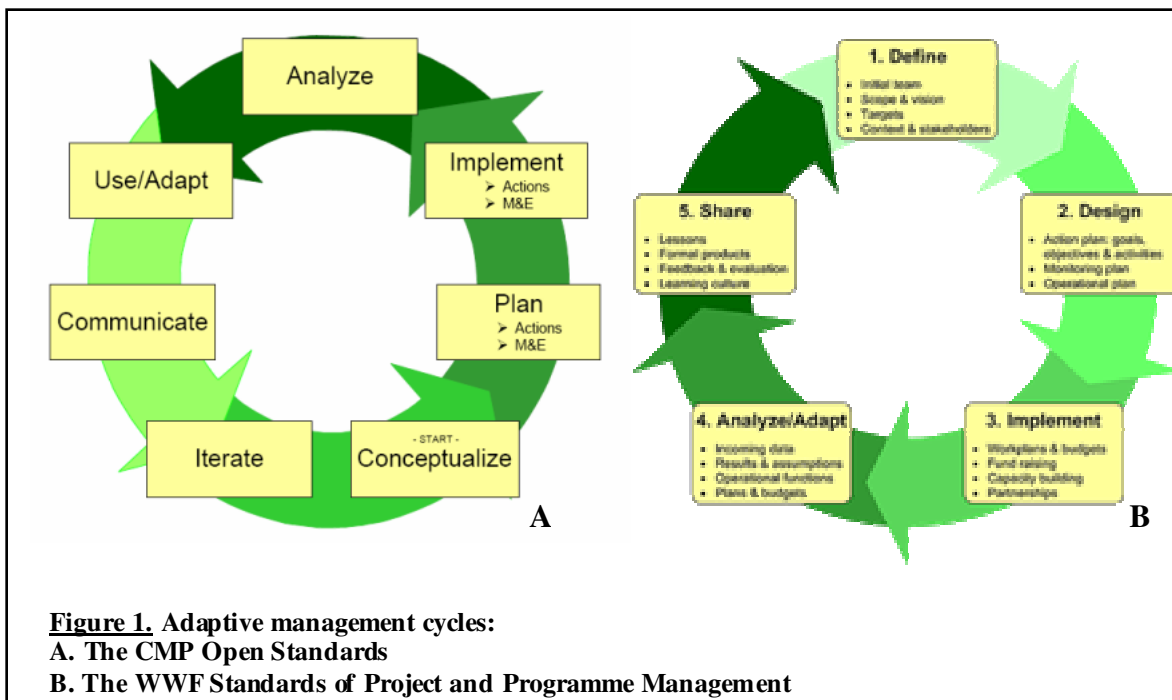 Analyze
Implement
➢ Actions
➢ M&E
Plan
➢ Actions
➢ M&E
- START -
Conceptualize
Iterate
Communicate
Use/Adapt
A
1. Define
• Initial team
• Scope & vision
• Targets
• Context & stakeholders
2. Design
• Action plan: goals,
objectives & activities
• Monitoring plan
• Operational plan
3. Implement
• Workplans & budgets
• Fund raising
• Capacity building
• Partnerships
4. Analyze/Adapt
• Incoming data
• Results & assumptions
• Operational functions
• Plans & budgets
5. Share
• Lessons
• Formal products
• Feedback & evaluation
• Learning culture
B
Figure 1. Adaptive management cycles:
A. The CMP Open Standards
B. The WWF Standards of Project and Programme Management